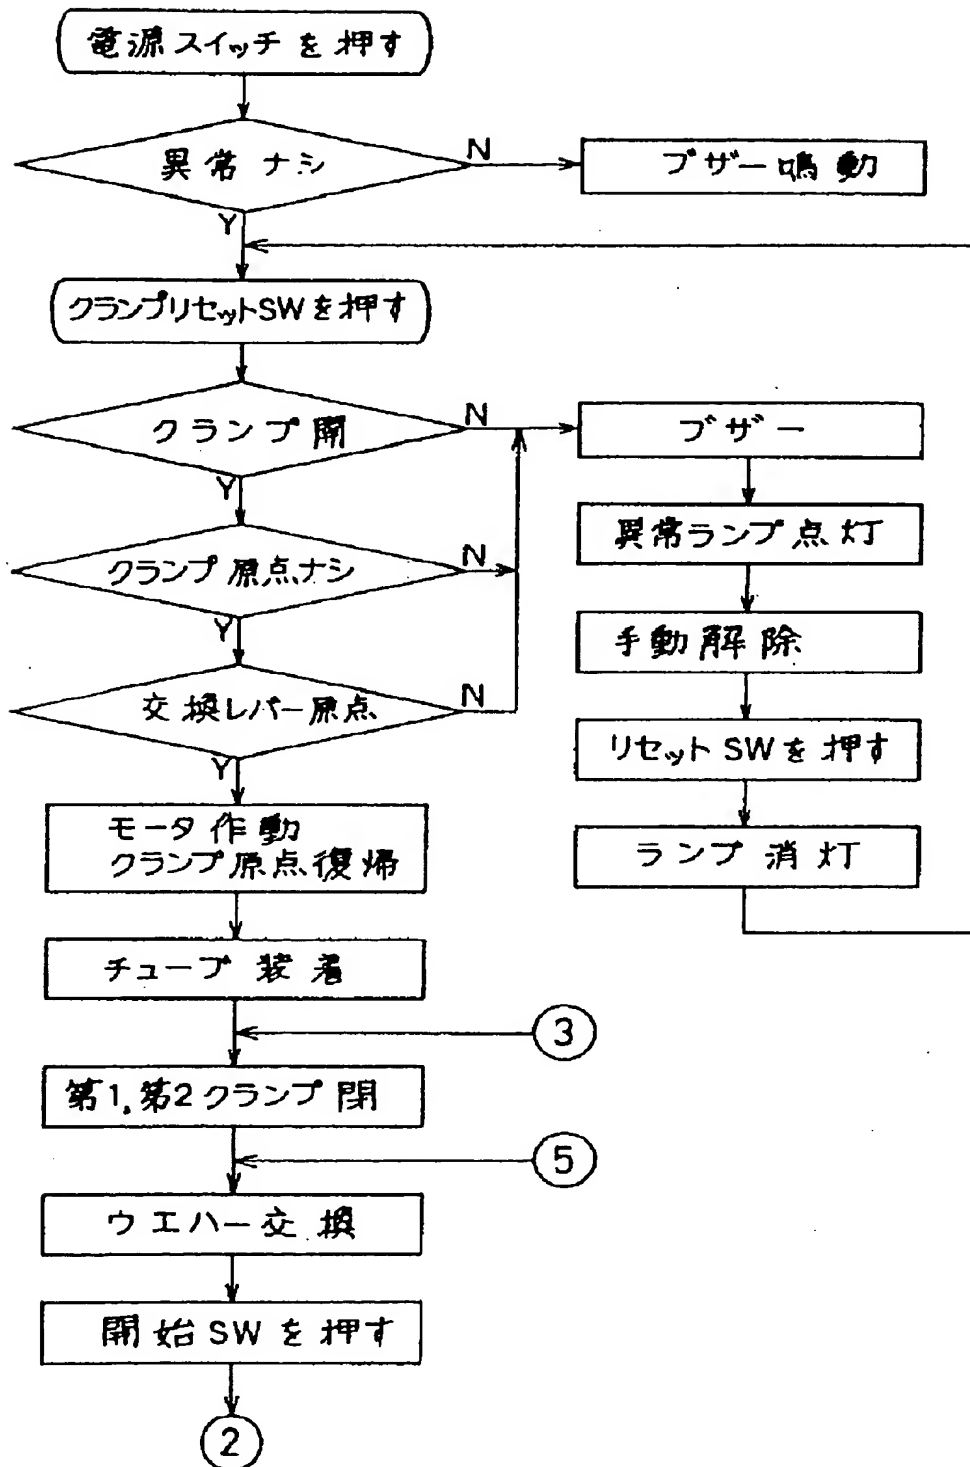 電源スイッチを押す
異常ナシ
N
ブザー鳴動
Y
クランプリセットSWを押す
クランプ開
N
ブザー
Y
異常ランプ点灯
クランプ原点ナシ
N
手動解除
Y
交換レバー原点
N
リセットSWを押す
Y
モータ作動
クランプ原点復帰
ランプ消灯
チューブ装着
3
第1,第2クランプ閉
5
ウエハー交換
開始SWを押す
2